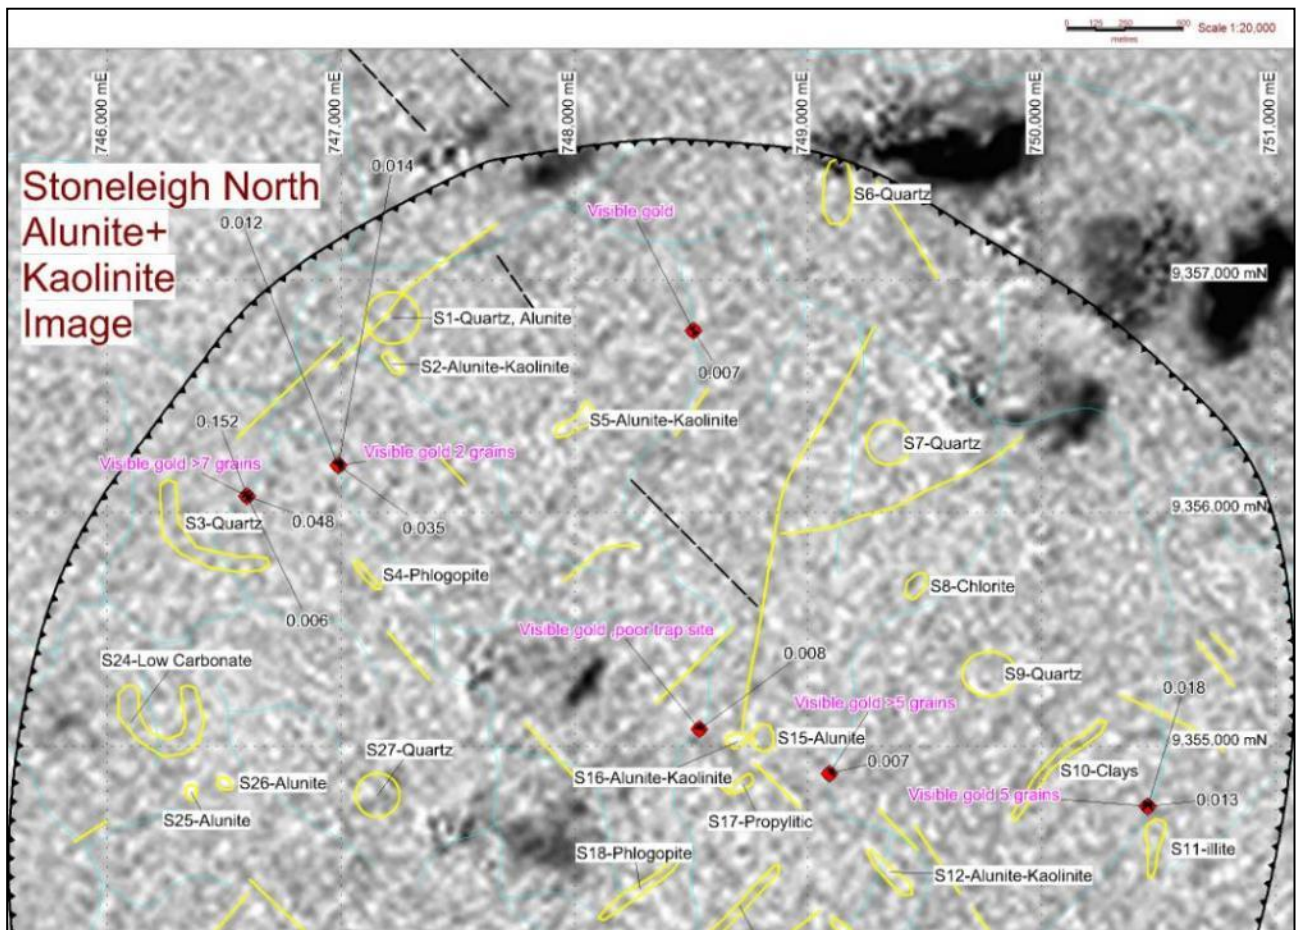 0 125 250 500 Scale 1:20,000
metres
746,000 mE
747,000 mE
748,000 mE
749,000 mE
750,000 mE
751,000 mE
Stoneleigh North
Alunite+
Kaolinite
Image
0.014
0.012
Visible gold
S6-Quartz
9,357,000 mN
S1-Quartz, Alunite
S2-Alunite-Kaolinite
0.007
0.152
S5-Alunite-Kaolinite
S7-Quartz
Visible gold >7 grains
Visible gold 2 grains
S3-Quartz
0.048
0.035
9,356,000 mN
S4-Phlogopite
S8-Chlorite
0.006
Visible gold ,poor trap site
0.008
S24-Low Carbonate
S9-Quartz
0.018
Visible gold >5 grains
S27-Quartz
S15-Alunite
9,355,000 mN
0.007
S16-Alunite-Kaolinite
S10-Clays
S26-Alunite
Visible gold 5 grains
0.013
S25-Alunite
S17-Propylitic
S18-Phlogopite
S11-illite
S12-Alunite-Kaolinite